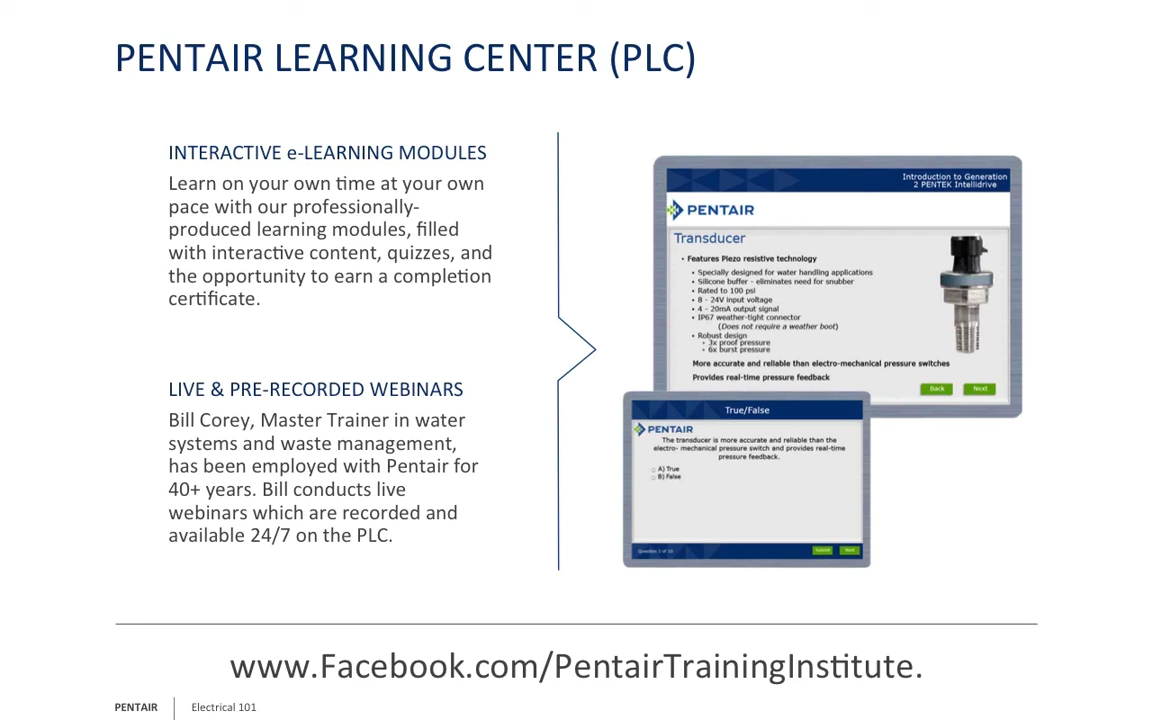 PENTAIR LEARNING CENTER (PLC)
INTERACTIVE e-LEARNING MODULES
Learn on your own time at your own
pace with our professionally-
produced learning modules, filled
with interactive content, quizzes, and
the opportunity to earn a completion
certificate.
LIVE & PRE-RECORDED WEBINARS
Bill Corey, Master Trainer in water
systems and waste management,
has been employed with Pentair for
40+ years. Bill conducts live
webinars which are recorded and
available 24/7 on the PLC.
Introduction to Generation
2 PENTEK Intellidrive
PENTAIR
Transducer
• Features Piezo resistive technology
• Specially designed for water handling applications
• Silicone buffer - eliminates need for snubber
• Rated to 100 psi
• 8 - 24V input voltage
• 4 - 20mA output signal
• IP67 weather-tight connector
(Does not require a weather boot)
• Robust design
• 3x proof pressure
• 6x burst pressure
More accurate and reliable than electro-mechanical pressure switches
Provides real-time pressure feedback
Back Next
True/False
PENTAIR
The transducer is more accurate and reliable than the
electro- mechanical pressure switch and provides real-time
pressure feedback.
A) True
B) False
Submit Next
www.Facebook.com/PentairTrainingInstitute.
PENTAIR Electrical 101